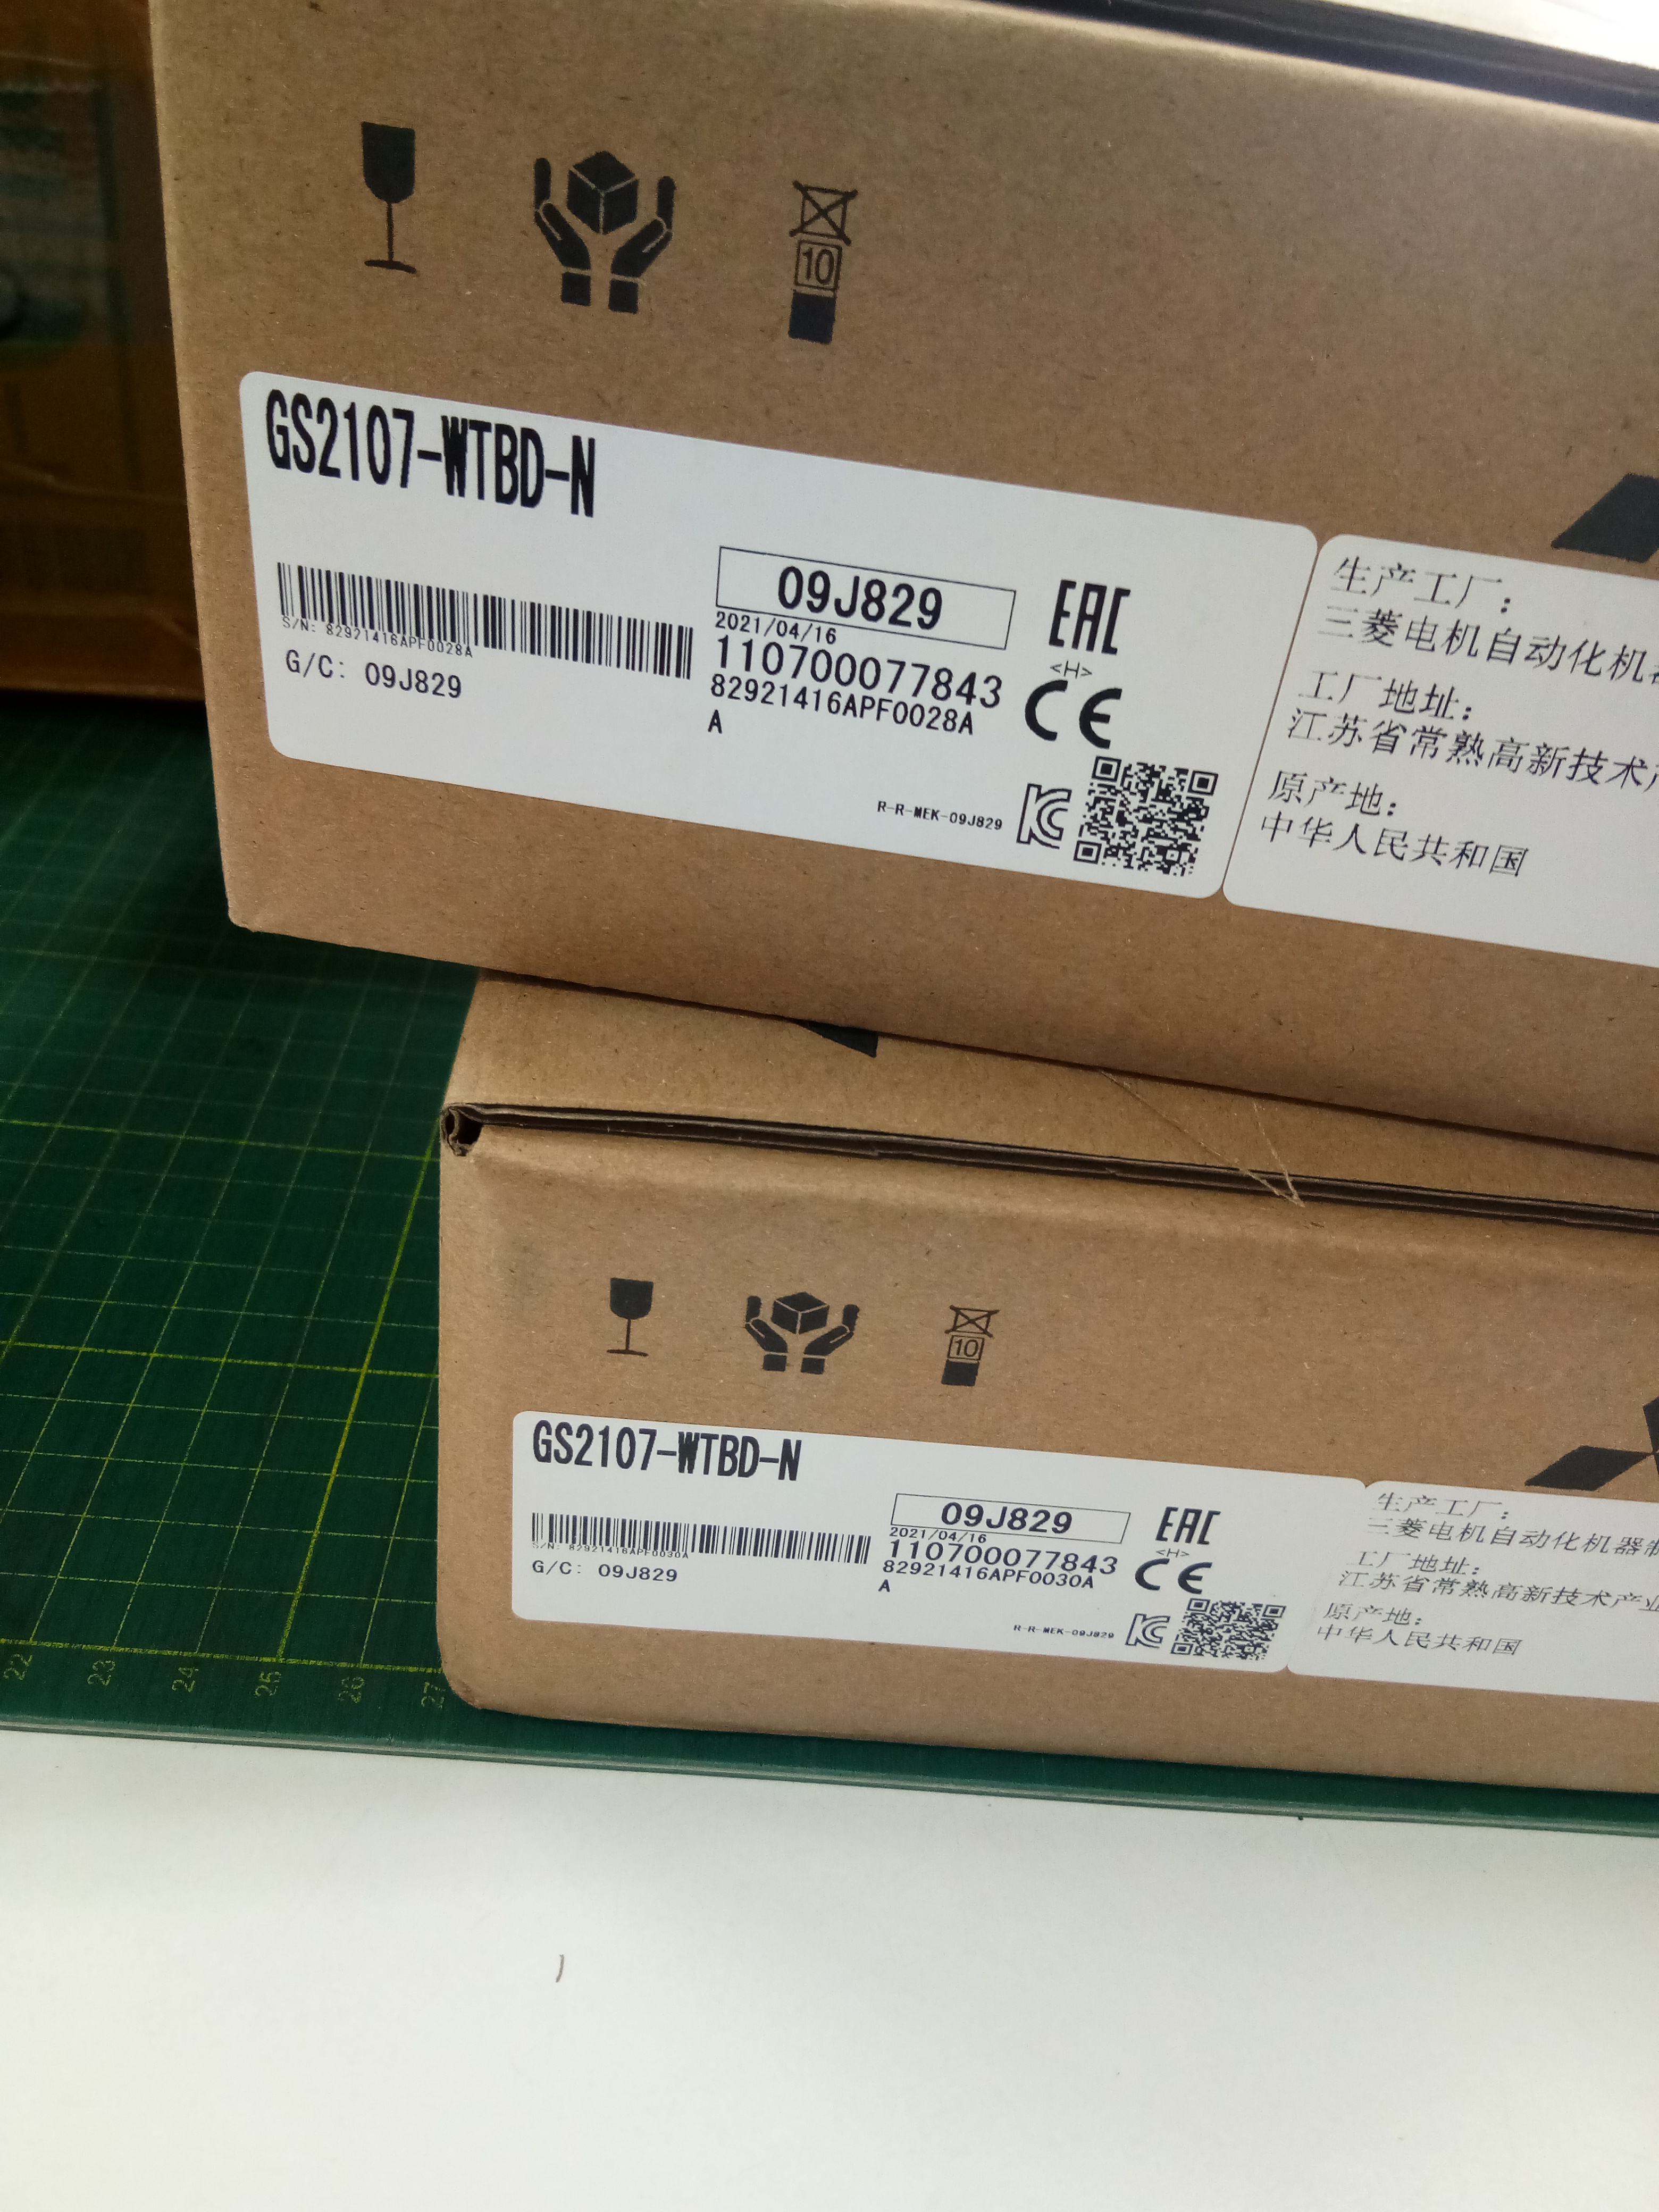 10
GS2107-WTBD-N
S/N: 82921416APF0028A
G/C: 09J829
09J829
2021/04/16
110700077843
82921416APF0028A
A
EAC
<H>
CE
R-R-MEK-09J829
KC
生产工厂:
三菱电机自动化机器
工厂地址:
江苏省常熟高新技术
原产地:
中华人民共和国
10
GS2107-WTBD-N
S/N: 82921416APF0030A
G/C: 09J829
09J829
2021/04/16
110700077843
82921416APF0030A
A
EAC
<H>
CE
R-R-MEK-09J829
KC
生产工厂:
三菱电机自动化机器制
工厂地址:
江苏省常熟高新技术产业
原产地:
中华人民共和国
22 23 24 25 26 27